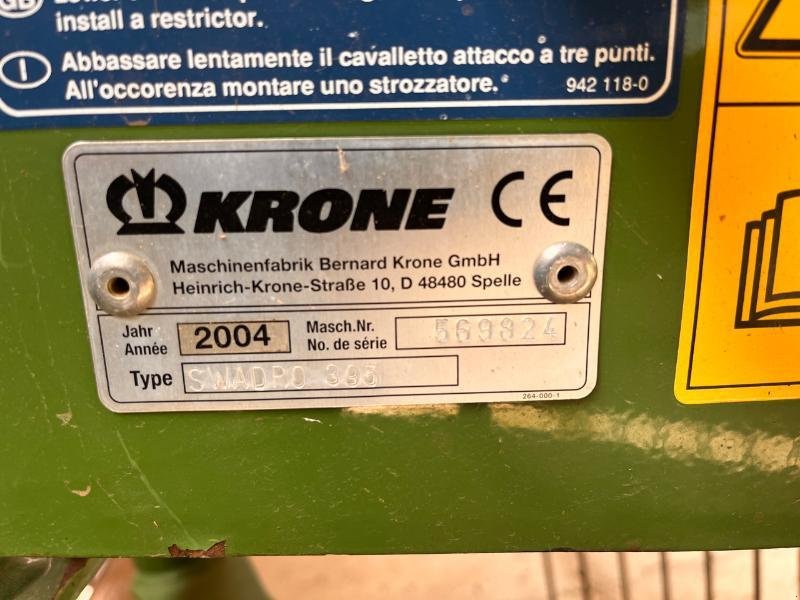 GB
install a restrictor.
I Abbassare lentamente il cavalletto attacco a tre punti.
All'occorenza montare uno strozzatore.
942 118-0
KRONE CE
Maschinenfabrik Bernard Krone GmbH
Heinrich-Krone-Straße 10, D 48480 Spelle
Jahr
Année
2004
Masch.Nr.
No. de série
569824
Type SWADRO 395
264-000-1